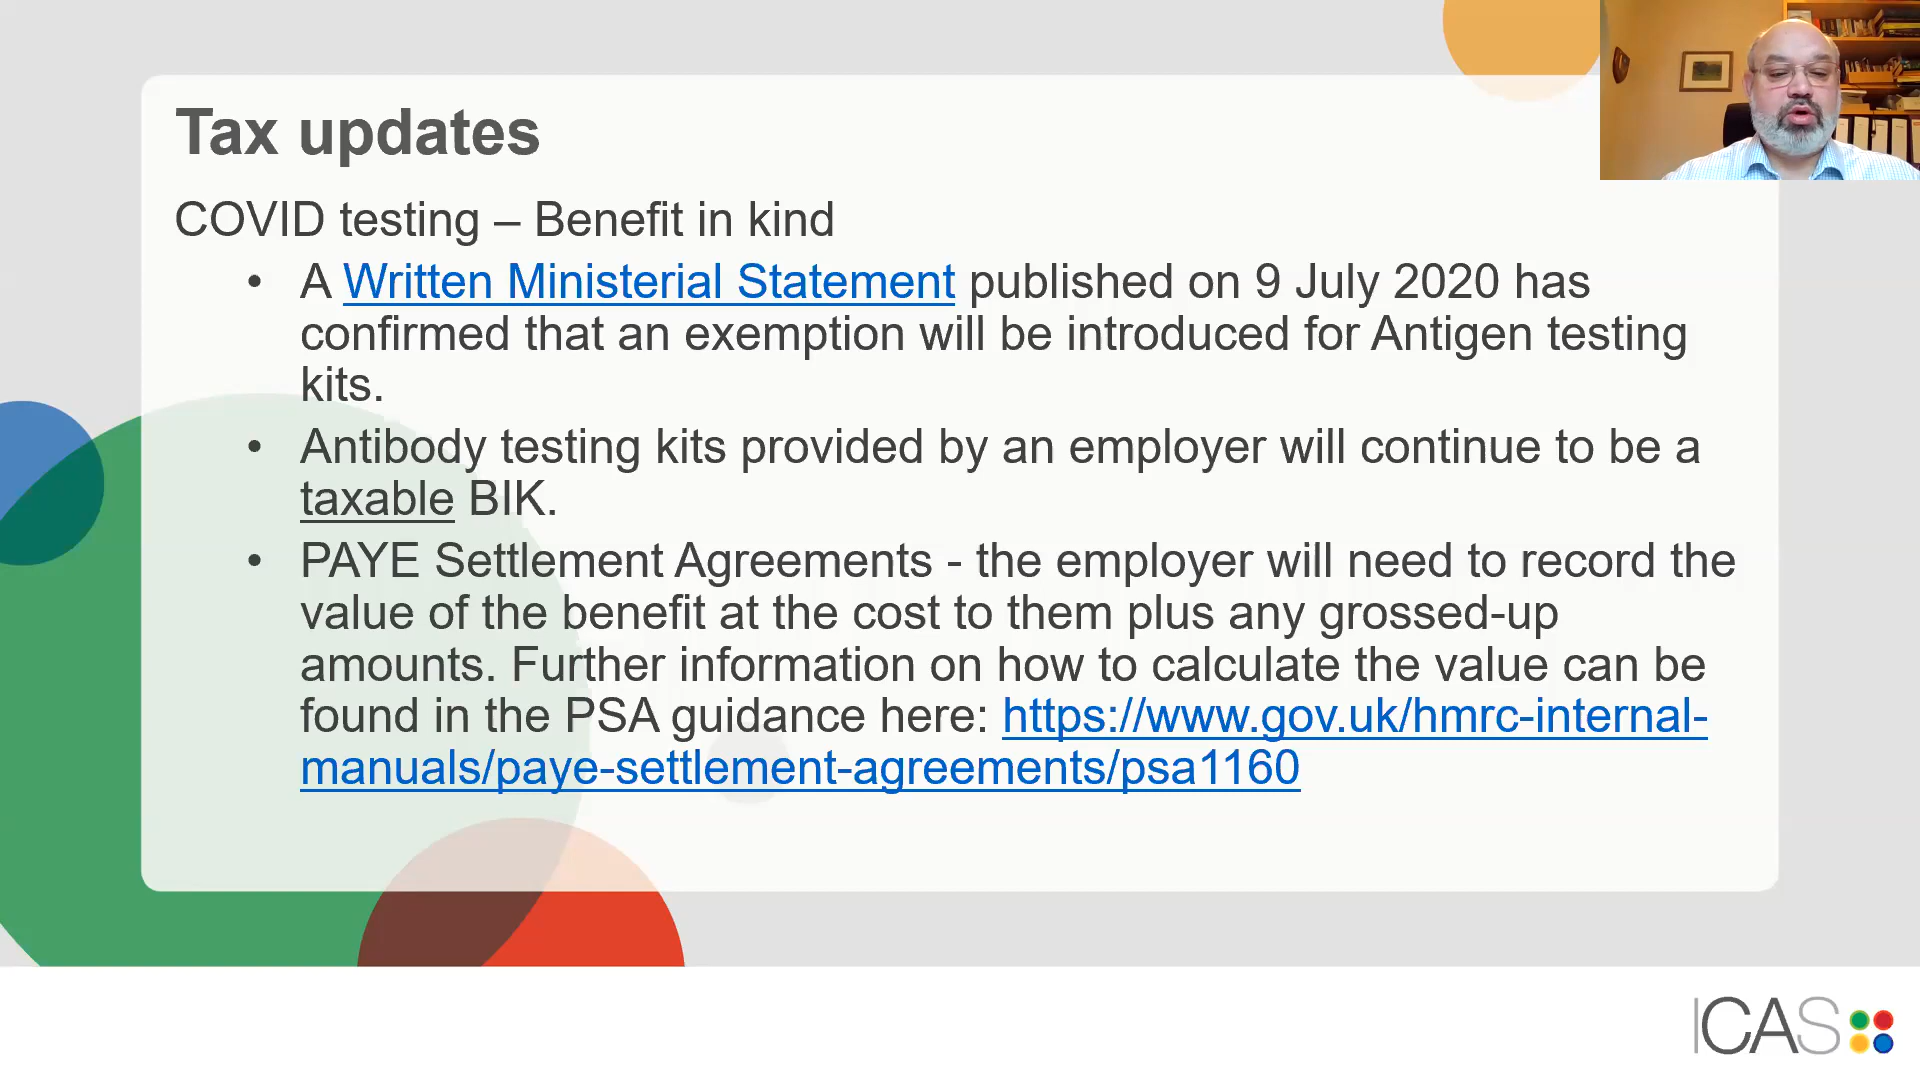 Tax updates
COVID testing – Benefit in kind
• A Written Ministerial Statement published on 9 July 2020 has
confirmed that an exemption will be introduced for Antigen testing
kits.
• Antibody testing kits provided by an employer will continue to be a
taxable BIK.
• PAYE Settlement Agreements - the employer will need to record the
value of the benefit at the cost to them plus any grossed-up
amounts. Further information on how to calculate the value can be
found in the PSA guidance here: https://www.gov.uk/hmrc-internal-
manuals/paye-settlement-agreements/psa1160
ICAS